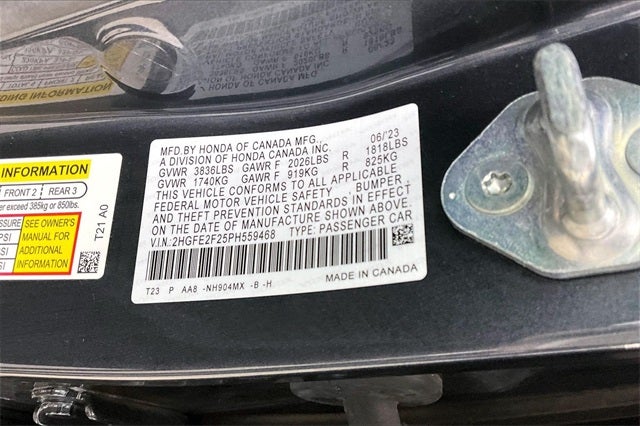 INFORMATION
FRONT 2 REAR 3
exceed 385kg or 850lbs.
SEE OWNER'S
MANUAL FOR
ADDITIONAL
INFORMATION
PSI
PSI
T21 A0
MFD. BY HONDA OF CANADA MFG., 06/'23
A DIVISION OF HONDA CANADA INC.
GVWR 3836LBS GAWR F 2026LBS R 1818LBS
GVWR 1740KG GAWR F 919KG R 825KG
THIS VEHICLE CONFORMS TO ALL APPLICABLE
FEDERAL MOTOR VEHICLE SAFETY, BUMPER,
AND THEFT PREVENTION STANDARDS IN EFFECT
ON THE DATE OF MANUFACTURE SHOWN ABOVE.
V.I.N: 2HGFE2F25PH559468 TYPE: PASSENGER CAR
MADE IN CANADA
T23 P AA8 -NH904MX -B -H